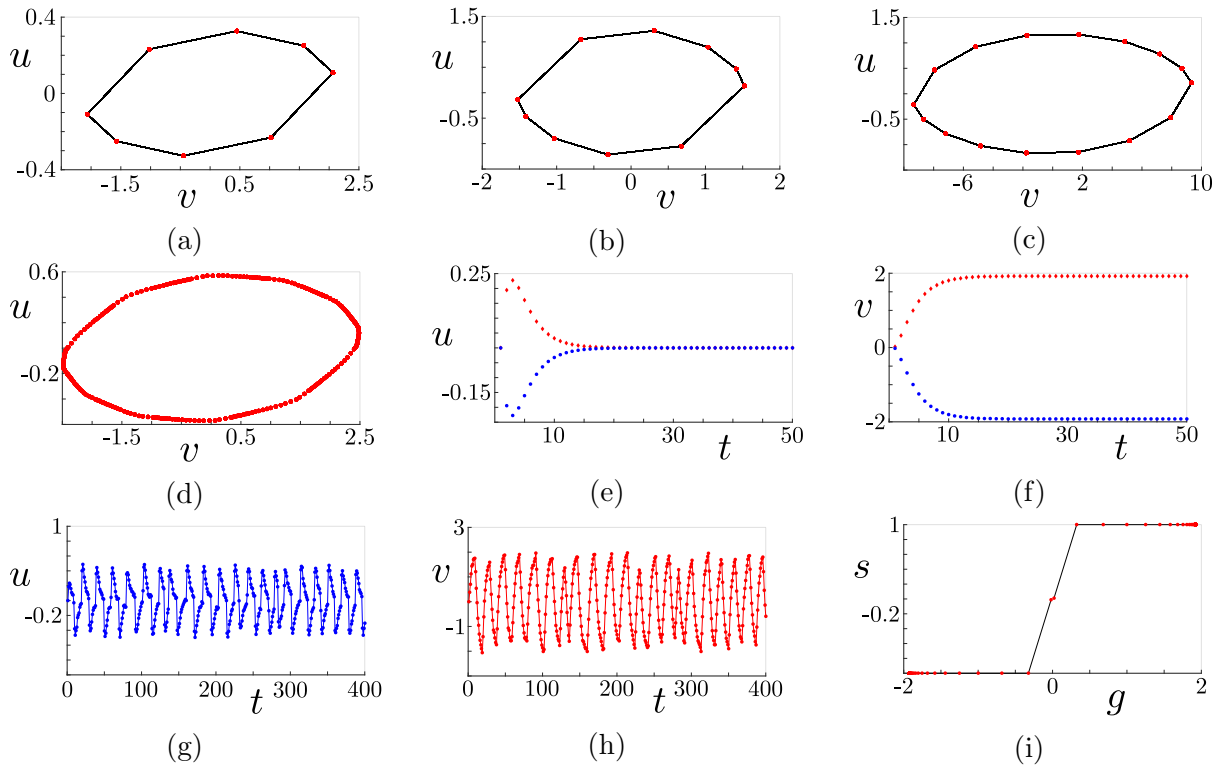 0.4
u
0
-0.4
-1.5 0.5 2.5
v
(a)
1.5
u
-0.5
-2 -1 0 1 2
v
(b)
1.5
u
-0.5
-6 2 10
v
(c)
0.6
u
-0.2
-1.5 0.5 2.5
v
(d)
0.25
u
-0.15
10 30 50
t
(e)
2
v
0
-2
10 30 50
t
(f)
1
u
-0.2
0 100 200 300 400
t
(g)
3
v
-1
0 100 200 300 400
t
(h)
1
s
-0.2
-2 0 2
g
(i)